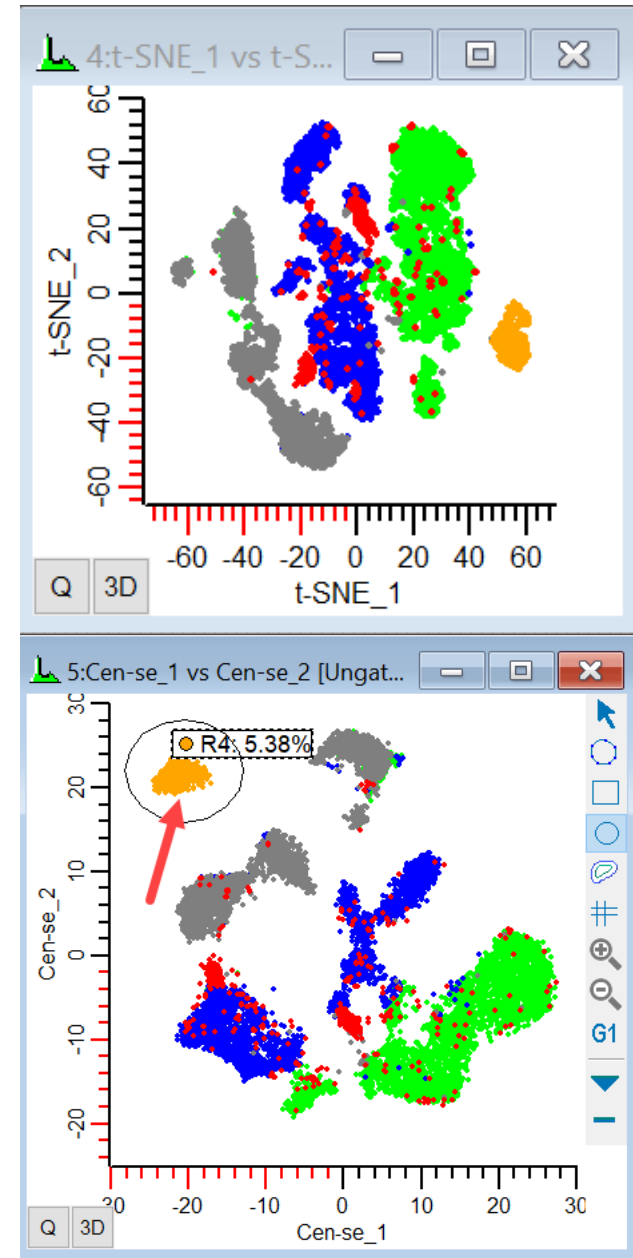 4:t-SNE_1 vs t-S...
60
40
20
0
-20
-40
-60
t-SNE_2
-60 -40 -20 0 20 40 60
t-SNE_1
Q 3D
5:Cen-se_1 vs Cen-se_2 [Ungat...
30
20
10
0
-10
-20
Cen-se_2
R4: 5.38%
G1
30 -20 -10 0 10 20 30
Cen-se_1
Q 3D